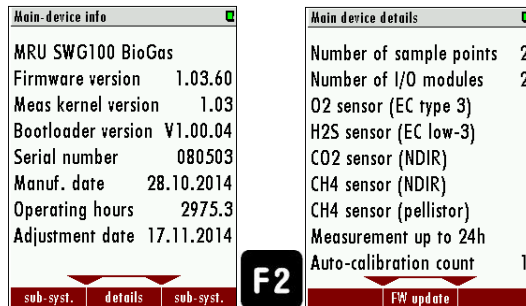 Main-device info
MRU SWG100 BioGas
Firmware version 1.03.60
Meas kernel version 1.03
Bootloader version V1.00.04
Serial number 080503
Manuf. date 28.10.2014
Operating hours 2975.3
Adjustment date 17.11.2014
sub-syst. details sub-syst.
F2
Main device details
Number of sample points 2
Number of I/O modules 2
O2 sensor (EC type 3)
H2S sensor (EC low-3)
CO2 sensor (NDIR)
CH4 sensor (NDIR)
CH4 sensor (pellistor)
Measurement up to 24h
Auto-calibration count 1
FW update